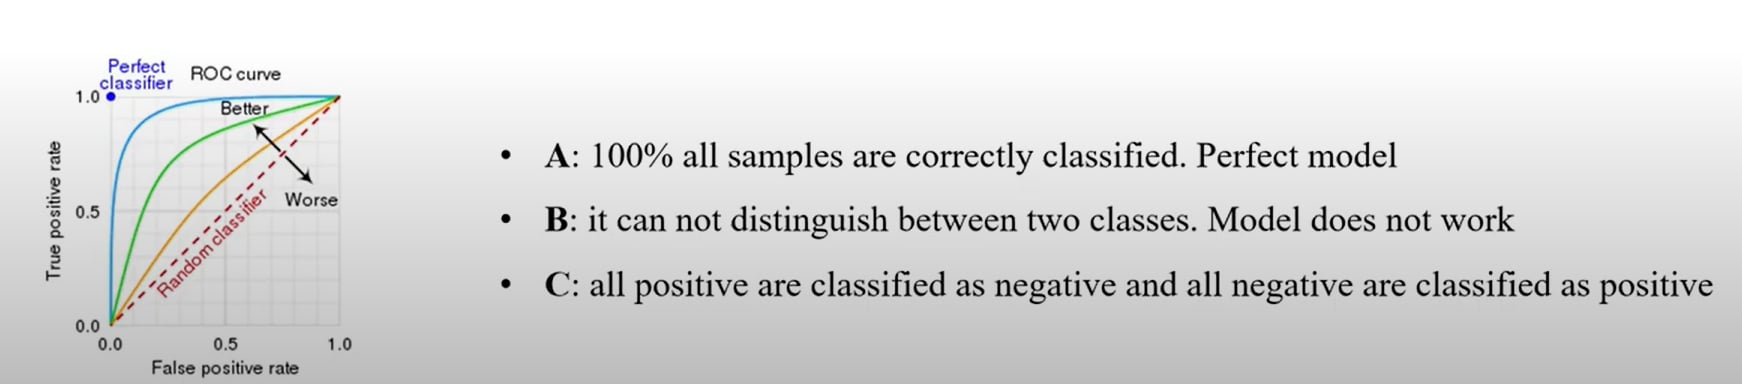 Perfect
classifier
ROC curve
1.0
Better
True positive rate
0.5
Worse
Random classifier
0.0
0.0 0.5 1.0
False positive rate
• A: 100% all samples are correctly classified. Perfect model
• B: it can not distinguish between two classes. Model does not work
• C: all positive are classified as negative and all negative are classified as positive